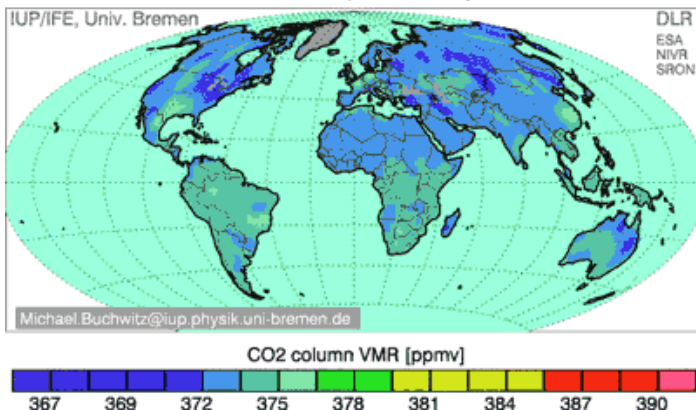 IUP/IFE, Univ. Bremen
DLR
ESA
NIVR
SRON
Michael.Buchwitz@iup.physik.uni-bremen.de
CO2 column VMR [ppmv]
367 369 372 375 378 381 384 387 390